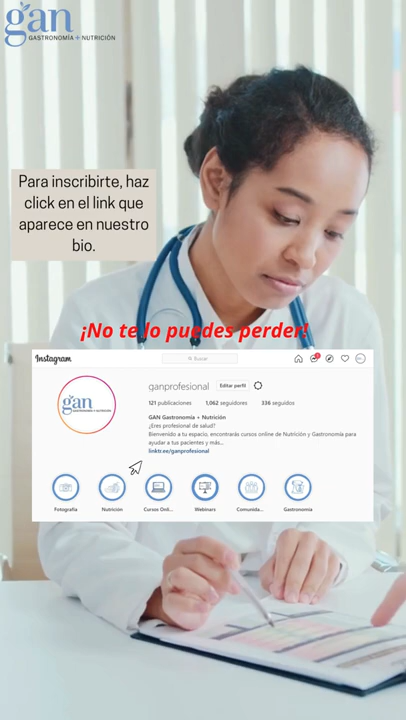 gan
GASTRONOMÍA + NUTRICIÓN
Para inscribirte, haz
click en el link que
aparece en nuestro
bio.
¡No te lo puedes perder!
Instagram
Buscar
ganprofesional Editar perfil
121 publicaciones 1,062 seguidores 336 seguidos
GAN Gastronomía + Nutrición
¿Eres profesional de salud?
Bienvenido a tu espacio, encontrarás cursos online de Nutrición y Gastronomía para
ayudar a tus pacientes y más...
linktr.ee/ganprofesional
gan
GASTRONOMÍA + NUTRICIÓN
Fotografía Nutrición Cursos Onli... Webinars Comunida... Gastronomía